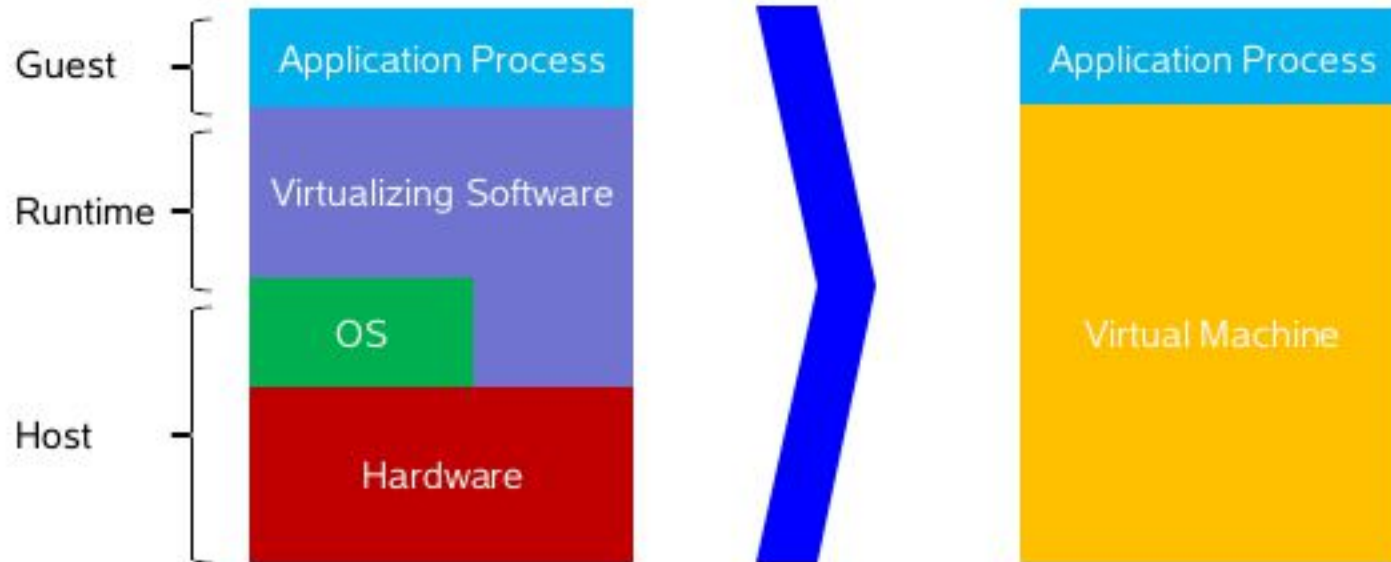 Guest
Application Process
Application Process
Runtime
Virtualizing Software
OS
Virtual Machine
Host
Hardware